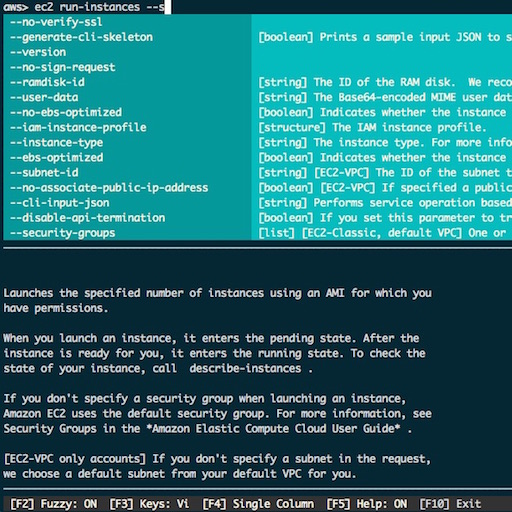 aws> ec2 run-instances --s
--no-verify-ssl
--generate-cli-skeleton [boolean] Prints a sample input JSON to s
--version
--no-sign-request
--ramdisk-id [string] The ID of the RAM disk. We reco
--user-data [string] The Base64-encoded MIME user dat
--no-ebs-optimized [boolean] Indicates whether the instance
--iam-instance-profile [structure] The IAM instance profile.
--instance-type [string] The instance type. For more info
--ebs-optimized [boolean] Indicates whether the instance
--subnet-id [string] [EC2-VPC] The ID of the subnet t
--no-associate-public-ip-address [boolean] [EC2-VPC] If specified a public
--cli-input-json [string] Performs service operation based
--disable-api-termination [boolean] If you set this parameter to tr
--security-groups [list] [EC2-Classic, default VPC] One or
Launches the specified number of instances using an AMI for which you
have permissions.
When you launch an instance, it enters the pending state. After the
instance is ready for you, it enters the running state. To check the
state of your instance, call  describe-instances .
If you don't specify a security group when launching an instance,
Amazon EC2 uses the default security group. For more information, see
Security Groups in the *Amazon Elastic Compute Cloud User Guide* .
[EC2-VPC only accounts] If you don't specify a subnet in the request,
we choose a default subnet from your default VPC for you.
[F2] Fuzzy: ON [F3] Keys: Vi [F4] Single Column [F5] Help: ON [F10] Exit